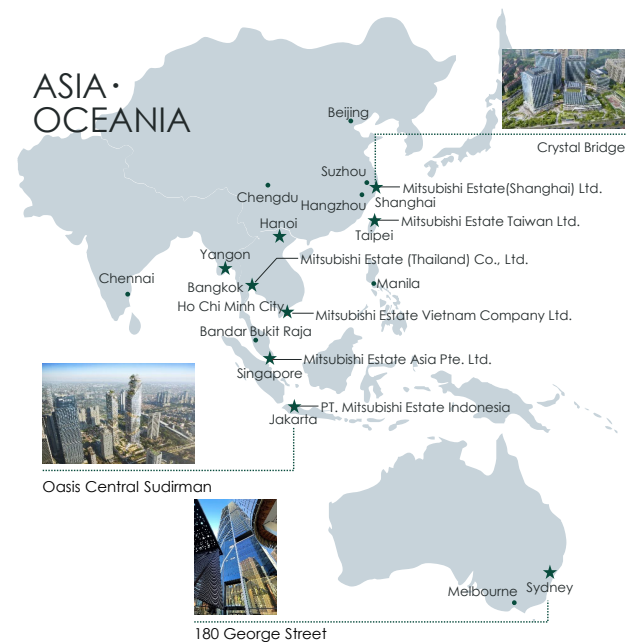 ASIA・
OCEANIA
Crystal Bridge
Beijing
Suzhou
Mitsubishi Estate(Shanghai) Ltd.
Chengdu
Hangzhou
Shanghai
Mitsubishi Estate Taiwan Ltd.
Hanoi
Taipei
Yangon
Mitsubishi Estate (Thailand) Co., Ltd.
Chennai
Bangkok
Manila
Ho Chi Minh City
Mitsubishi Estate Vietnam Company Ltd.
Bandar Bukit Raja
Mitsubishi Estate Asia Pte. Ltd.
Singapore
PT. Mitsubishi Estate Indonesia
Jakarta
Oasis Central Sudirman
Melbourne
Sydney
180 George Street